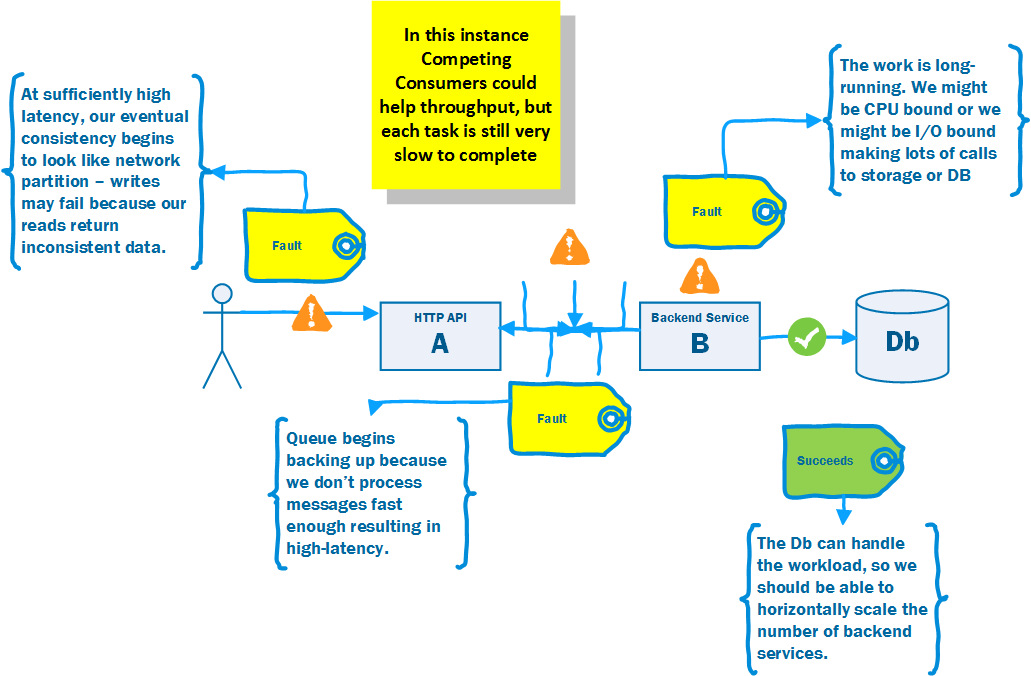 In this instance
Competing
Consumers could
help throughput, but
each task is still very
slow to complete
At sufficiently high
latency, our eventual
consistency begins
to look like network
partition – writes
may fail because our
reads return
inconsistent data.
The work is long-
running. We might
be CPU bound or we
might be I/O bound
making lots of calls
to storage or DB
Fault
Fault
HTTP API
A
Backend Service
B
Db
Fault
Queue begins
backing up because
we don't process
messages fast
enough resulting in
high-latency.
Succeeds
The Db can handle
the workload, so we
should be able to
horizontally scale the
number of backend
services.